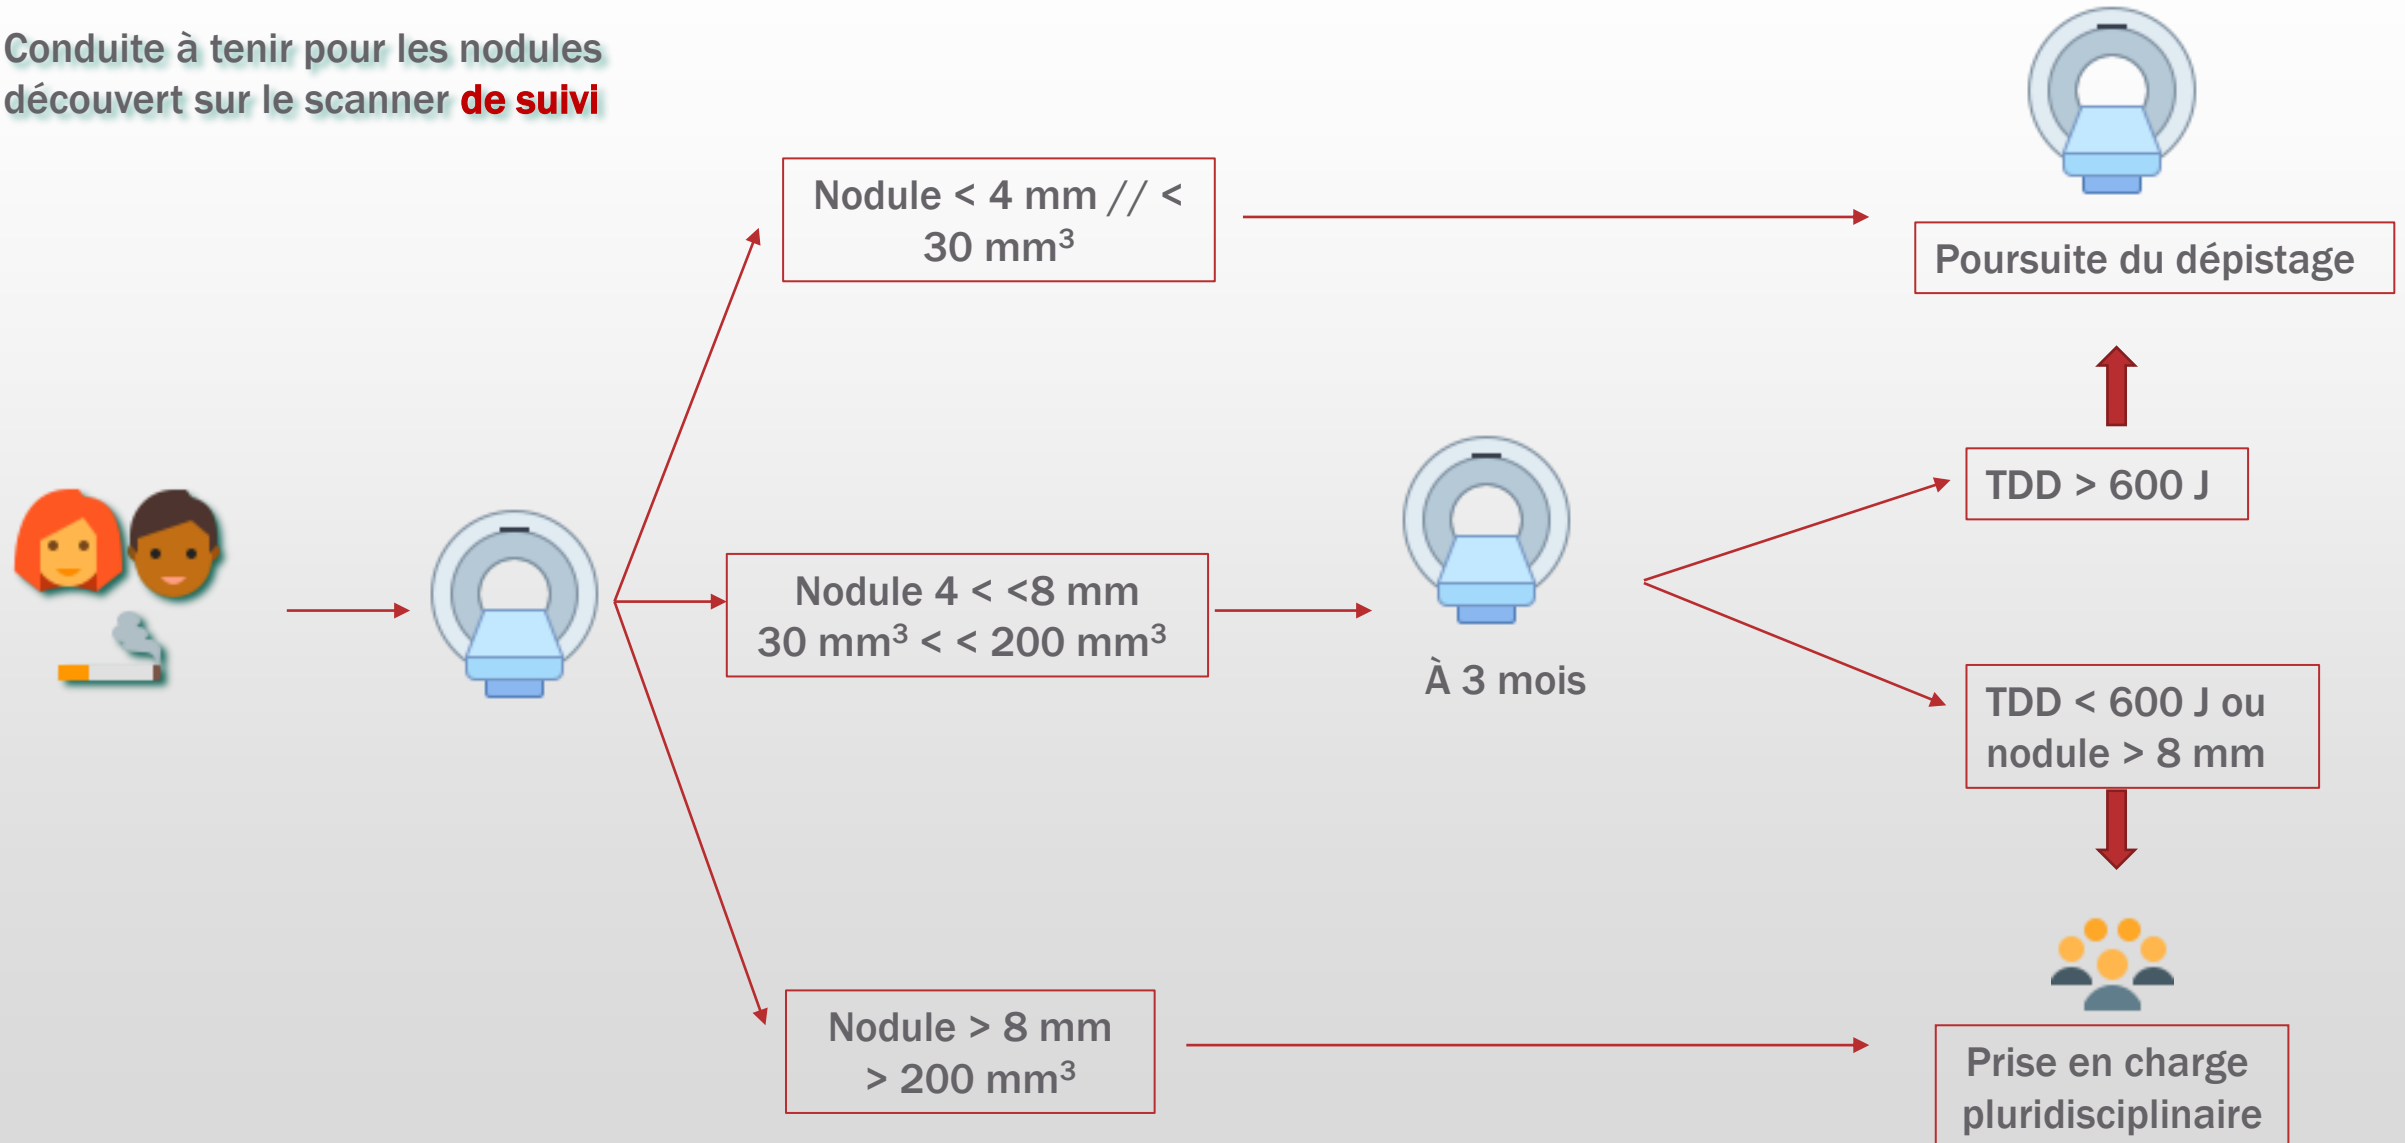 Conduite à tenir pour les nodules
découvert sur le scanner de suivi
Nodule < 4 mm // <
30 mm³
Poursuite du dépistage
Nodule 4 < <8 mm
30 mm³ < < 200 mm³
À 3 mois
TDD > 600 J
TDD < 600 J ou
nodule > 8 mm
Nodule > 8 mm
> 200 mm³
Prise en charge
pluridisciplinaire